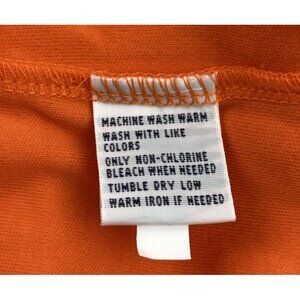 MACHINE WASH WARM
WASH WITH LIKE
COLORS
ONLY NON-CHLORINE
BLEACH WHEN NEEDED
TUMBLE DRY LOW
WARM IRON IF NEEDED